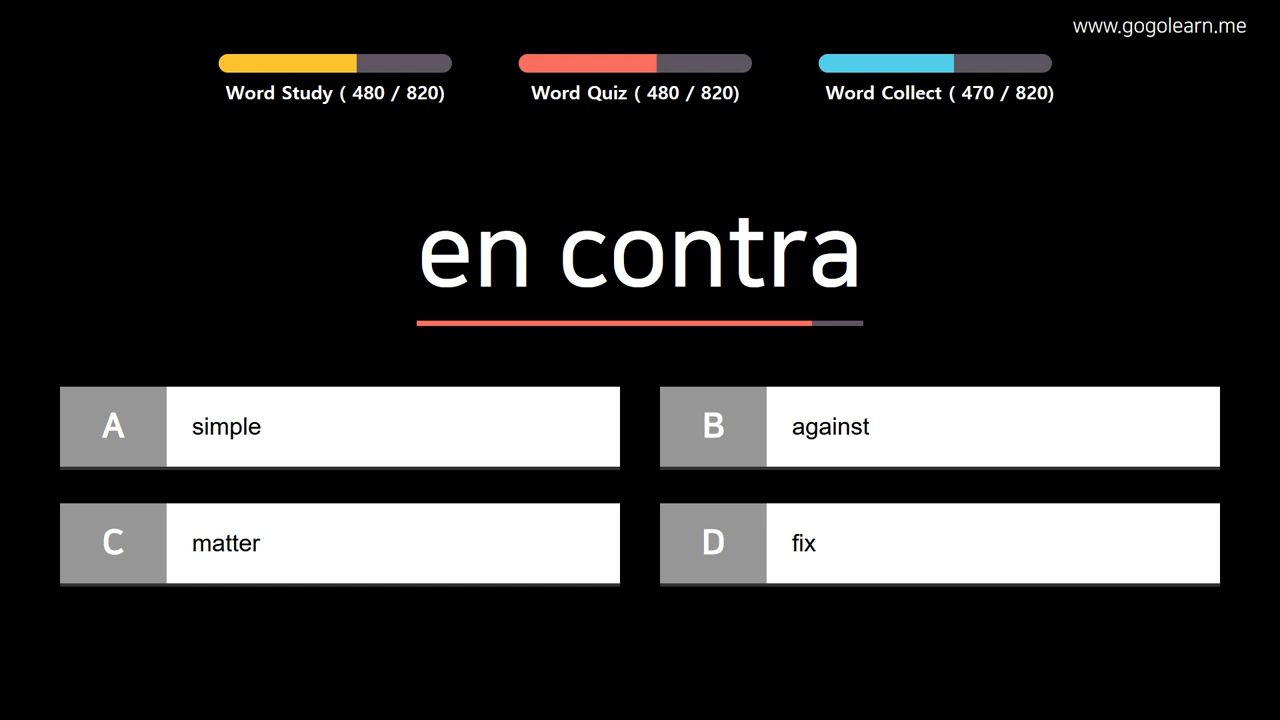 www.gogolearn.me
Word Study ( 480 / 820)
Word Quiz ( 480 / 820)
Word Collect ( 470 / 820)
en contra
A simple
B against
C matter
D fix